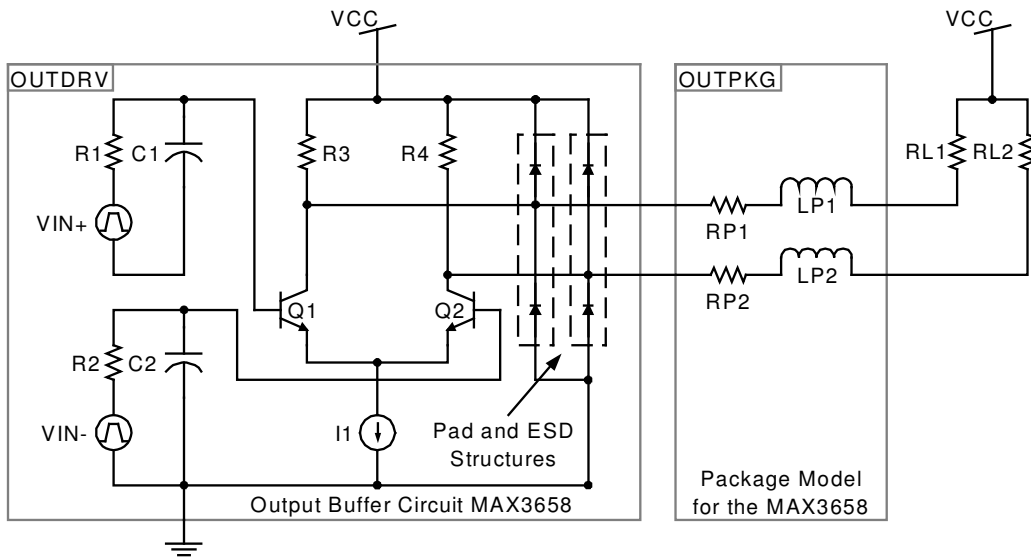 VCC
VCC
OUTDRV
OUTPKG
R1
C1
R3
R4
RL1
RL2
VIN+
LP1
RP1
Q1
Q2
LP2
RP2
R2
C2
VIN-
I1
Pad and ESD
Structures
Output Buffer Circuit MAX3658
Package Model
for the MAX3658